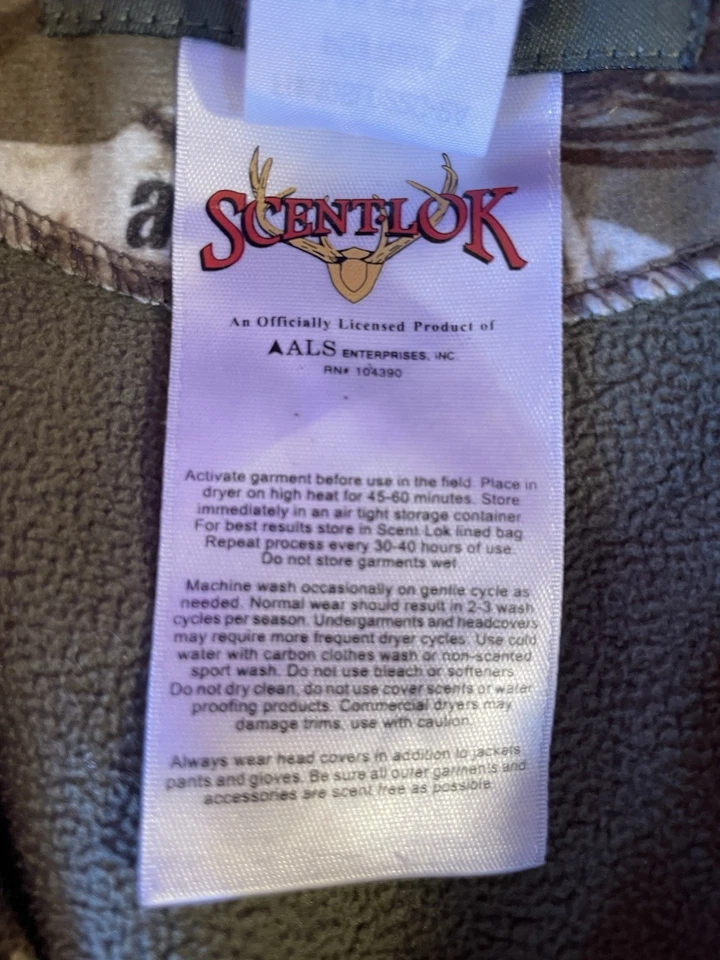 a
SCENT-LOK
An Officially Licensed Product of
ALS ENTERPRISES, INC.
RN# 104390
Activate garment before use in the field. Place in
dryer on high heat for 45-60 minutes. Store
immediately in an air tight storage container.
For best results store in Scent Lok lined bag.
Repeat process every 30-40 hours of use.
Do not store garments wet.
Machine wash occasionally on gentle cycle as
needed. Normal wear should result in 2-3 wash
cycles per season. Undergarments and headcovers
may require more frequent dryer cycles. Use cold
water with carbon clothes wash or non-scented
sport wash. Do not use bleach or softeners.
Do not dry clean, do not use cover scents or water
proofing products. Commercial dryers may
damage trims, use with caution.
Always wear head covers in addition to jackets,
pants and gloves. Be sure all outer garments and
accessories are scent free as possible.